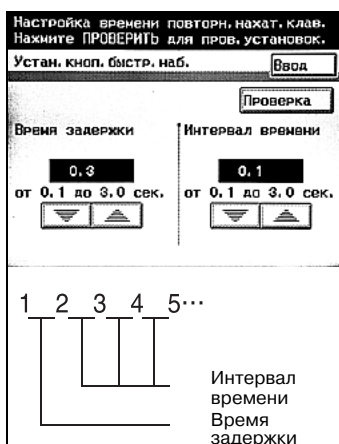 Настройка времени повторн. нажат. клав.
Нажмите ПРОВЕРИТЬ для пров. установок.
Устан. кноп. быстр. наб.
Ввод
Проверка
Время задержки
Интервал времени
0.3
0.1
от 0.1 до 3.0 сек.
от 0.1 до 3.0 сек.
1 2 3 4 5...
Интервал
времени
Время
задержки